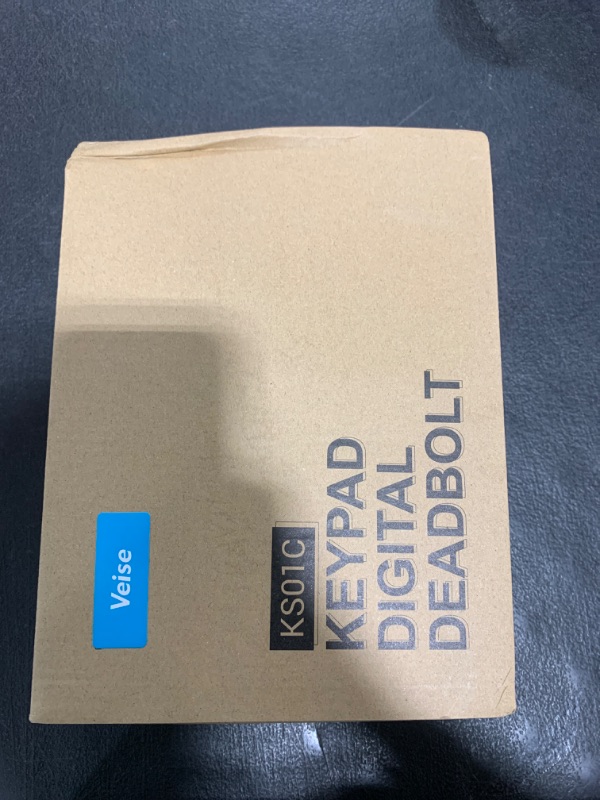 Veise
KS01C
KEYPAD
DIGITAL
DEADBOLT